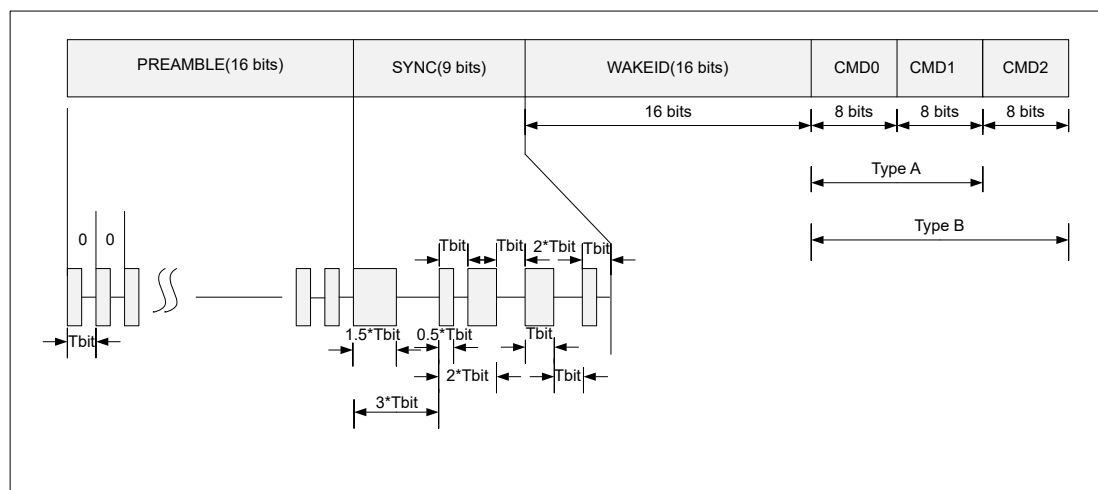 PREAMBLE(16 bits) SYNC(9 bits) WAKEID(16 bits) CMD0 CMD1 CMD2
16 bits 8 bits 8 bits 8 bits
Type A
Type B
0 0
Tbit Tbit 2*Tbit Tbit
1.5*Tbit 0.5*Tbit Tbit
Tbit
2*Tbit Tbit
3*Tbit